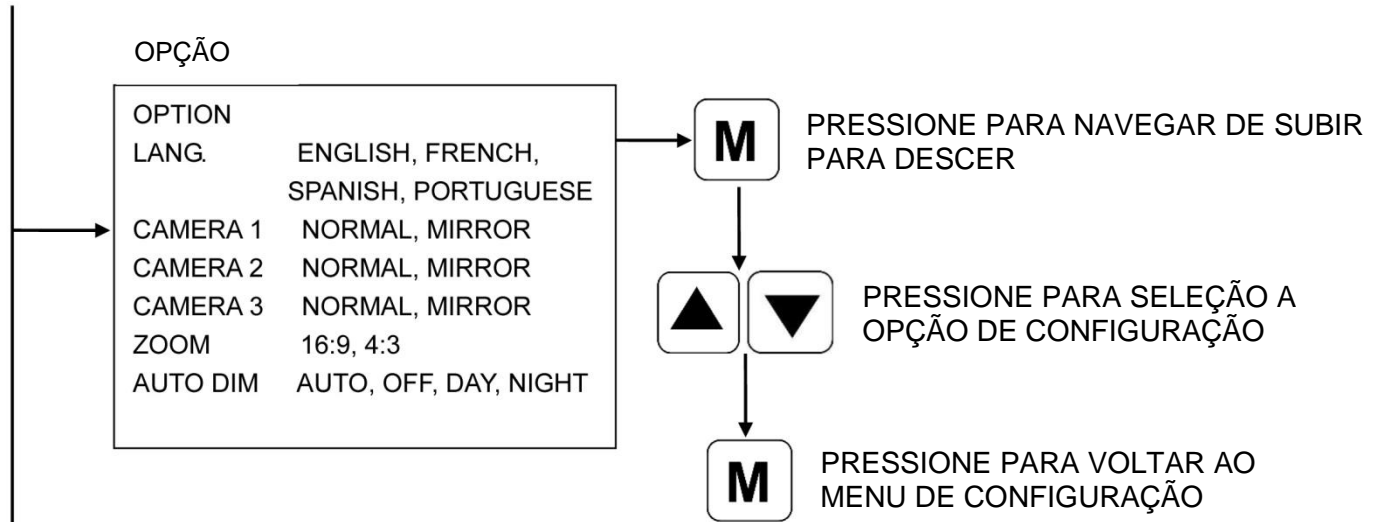 OPÇÃO
OPTION
LANG. ENGLISH, FRENCH,
SPANISH, PORTUGUESE
CAMERA 1 NORMAL, MIRROR
CAMERA 2 NORMAL, MIRROR
CAMERA 3 NORMAL, MIRROR
ZOOM 16:9, 4:3
AUTO DIM AUTO, OFF, DAY, NIGHT
M
PRESSIONE PARA NAVEGAR DE SUBIR
PARA DESCER
PRESSIONE PARA SELEÇÃO A
OPÇÃO DE CONFIGURAÇÃO
M
PRESSIONE PARA VOLTAR AO
MENU DE CONFIGURAÇÃO